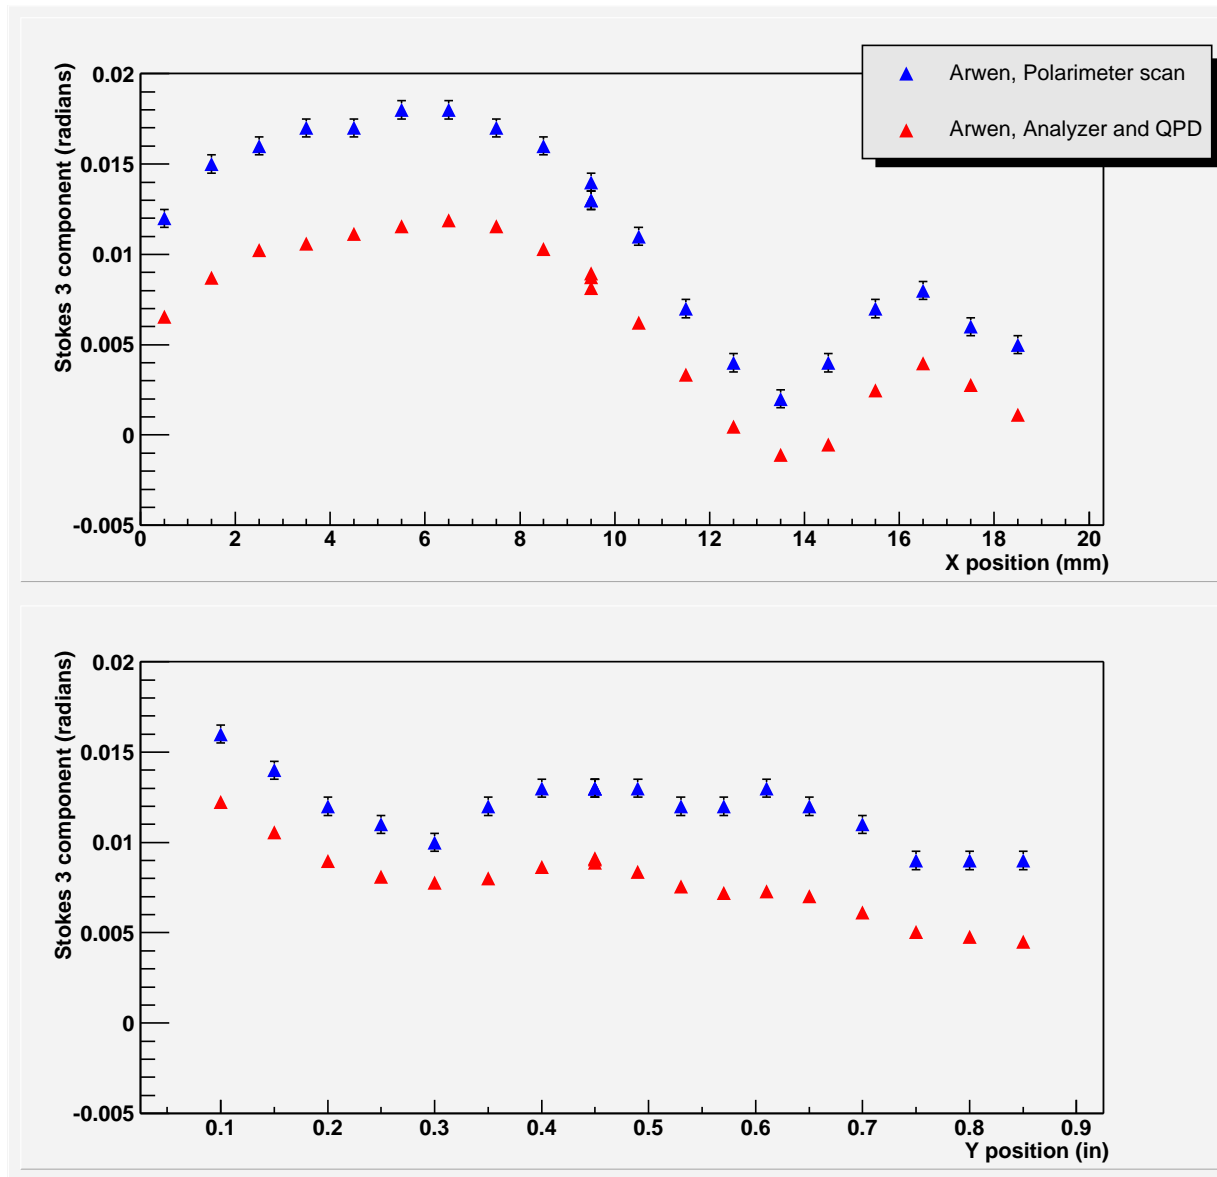 Arwen, Polarimeter scan
Arwen, Analyzer and QPD
Stokes 3 component (radians)
0.02
0.015
0.01
0.005
0
-0.005
0 2 4 6 8 10 12 14 16 18 20
X position (mm)
Stokes 3 component (radians)
0.02
0.015
0.01
0.005
0
-0.005
0.1 0.2 0.3 0.4 0.5 0.6 0.7 0.8 0.9
Y position (in)